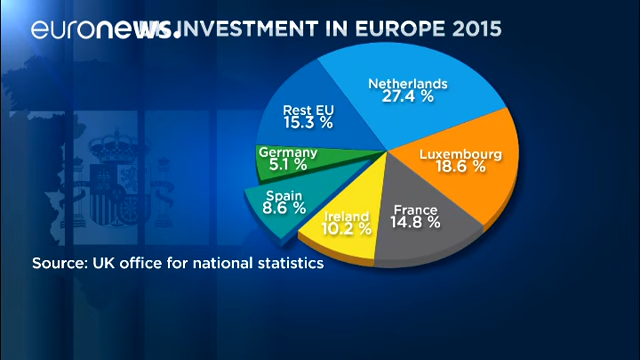 euronews.
INVESTMENT IN EUROPE 2015
Netherlands
27.4 %
Rest EU
15.3 %
Germany
5.1 %
Luxembourg
18.6 %
Spain
8.6 %
Ireland
10.2 %
France
14.8 %
Source: UK office for national statistics